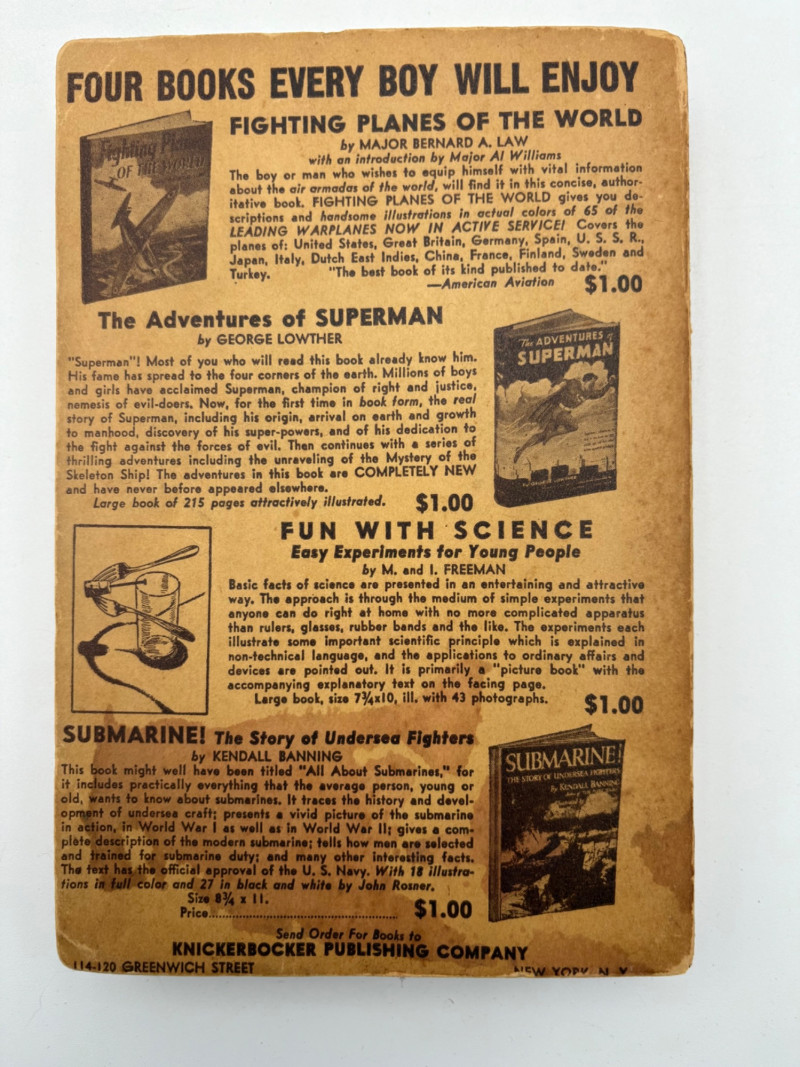 FOUR BOOKS EVERY BOY WILL ENJOY
Fighting Planes
OF THE WORLD
FIGHTING PLANES OF THE WORLD
by MAJOR BERNARD A. LAW
with an introduction by Major Al Williams
The boy or man who wishes to equip himself with vital information
about the air armadas of the world, will find it in this concise, author-
itative book. FIGHTING PLANES OF THE WORLD gives you de-
scriptions and handsome illustrations in actual colors of 65 of the
LEADING WARPLANES NOW IN ACTIVE SERVICE! Covers the
planes of: United States, Great Britain, Germany, Spain, U. S. S. R.,
Japan, Italy, Dutch East Indies, China, France, Finland, Sweden and
Turkey. "The best book of its kind published to date."
—American Aviation $1.00
The Adventures of SUPERMAN
by GEORGE LOWTHER
"Superman"! Most of you who will read this book already know him.
His fame has spread to the four corners of the earth. Millions of boys
and girls have acclaimed Superman, champion of right and justice,
nemesis of evil-doers. Now, for the first time in book form, the real
story of Superman, including his origin, arrival on earth and growth
to manhood, discovery of his super-powers, and of his dedication to
the fight against the forces of evil. Then continues with a series of
thrilling adventures including the unraveling of the Mystery of the
Skeleton Ship! The adventures in this book are COMPLETELY NEW
and have never before appeared elsewhere.
Large book of 215 pages attractively illustrated. $1.00
The ADVENTURES of
SUPERMAN
FUN WITH SCIENCE
Easy Experiments for Young People
by M. and I. FREEMAN
Basic facts of science are presented in an entertaining and attractive
way. The approach is through the medium of simple experiments that
anyone can do right at home with no more complicated apparatus
than rulers, glasses, rubber bands and the like. The experiments each
illustrate some important scientific principle which is explained in
non-technical language, and the applications to ordinary affairs and
devices are pointed out. It is primarily a "picture book" with the
accompanying explanatory text on the facing page.
Large book, size 7¾x10, ill. with 43 photographs. $1.00
SUBMARINE! The Story of Undersea Fighters
by KENDALL BANNING
This book might well have been titled "All About Submarines," for
it includes practically everything that the average person, young or
old, wants to know about submarines. It traces the history and devel-
opment of undersea craft; presents a vivid picture of the submarine
in action, in World War I as well as in World War II; gives a com-
plete description of the modern submarine; tells how men are selected
and trained for submarine duty; and many other interesting facts.
The text has the official approval of the U. S. Navy. With 18 illustra-
tions in full color and 27 in black and white by John Rosner.
Size 8¾ x 11.
Price........................................ $1.00
SUBMARINE!
THE STORY OF UNDERSEA FIGHTERS
By KENDALL BANNING
Send Order For Books to
KNICKERBOCKER PUBLISHING COMPANY
114-120 GREENWICH STREET NEW YORK, N. Y.